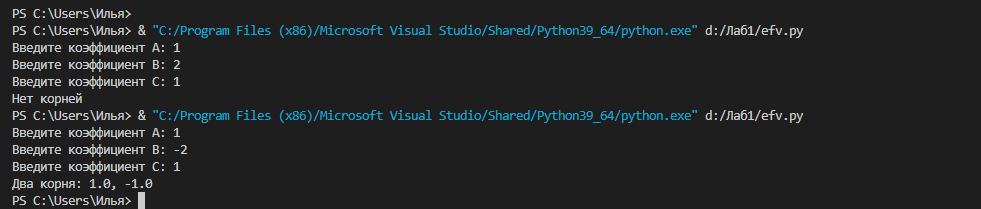 PS C:\Users\Илья>
PS C:\Users\Илья> & "C:/Program Files (x86)/Microsoft Visual Studio/Shared/Python39_64/python.exe" d:/Лаб1/efv.py
Введите коэффициент A: 1
Введите коэффициент B: 2
Введите коэффициент C: 1
Нет корней
PS C:\Users\Илья> & "C:/Program Files (x86)/Microsoft Visual Studio/Shared/Python39_64/python.exe" d:/Лаб1/efv.py
Введите коэффициент A: 1
Введите коэффициент B: -2
Введите коэффициент C: 1
Два корня: 1.0, -1.0
PS C:\Users\Илья>